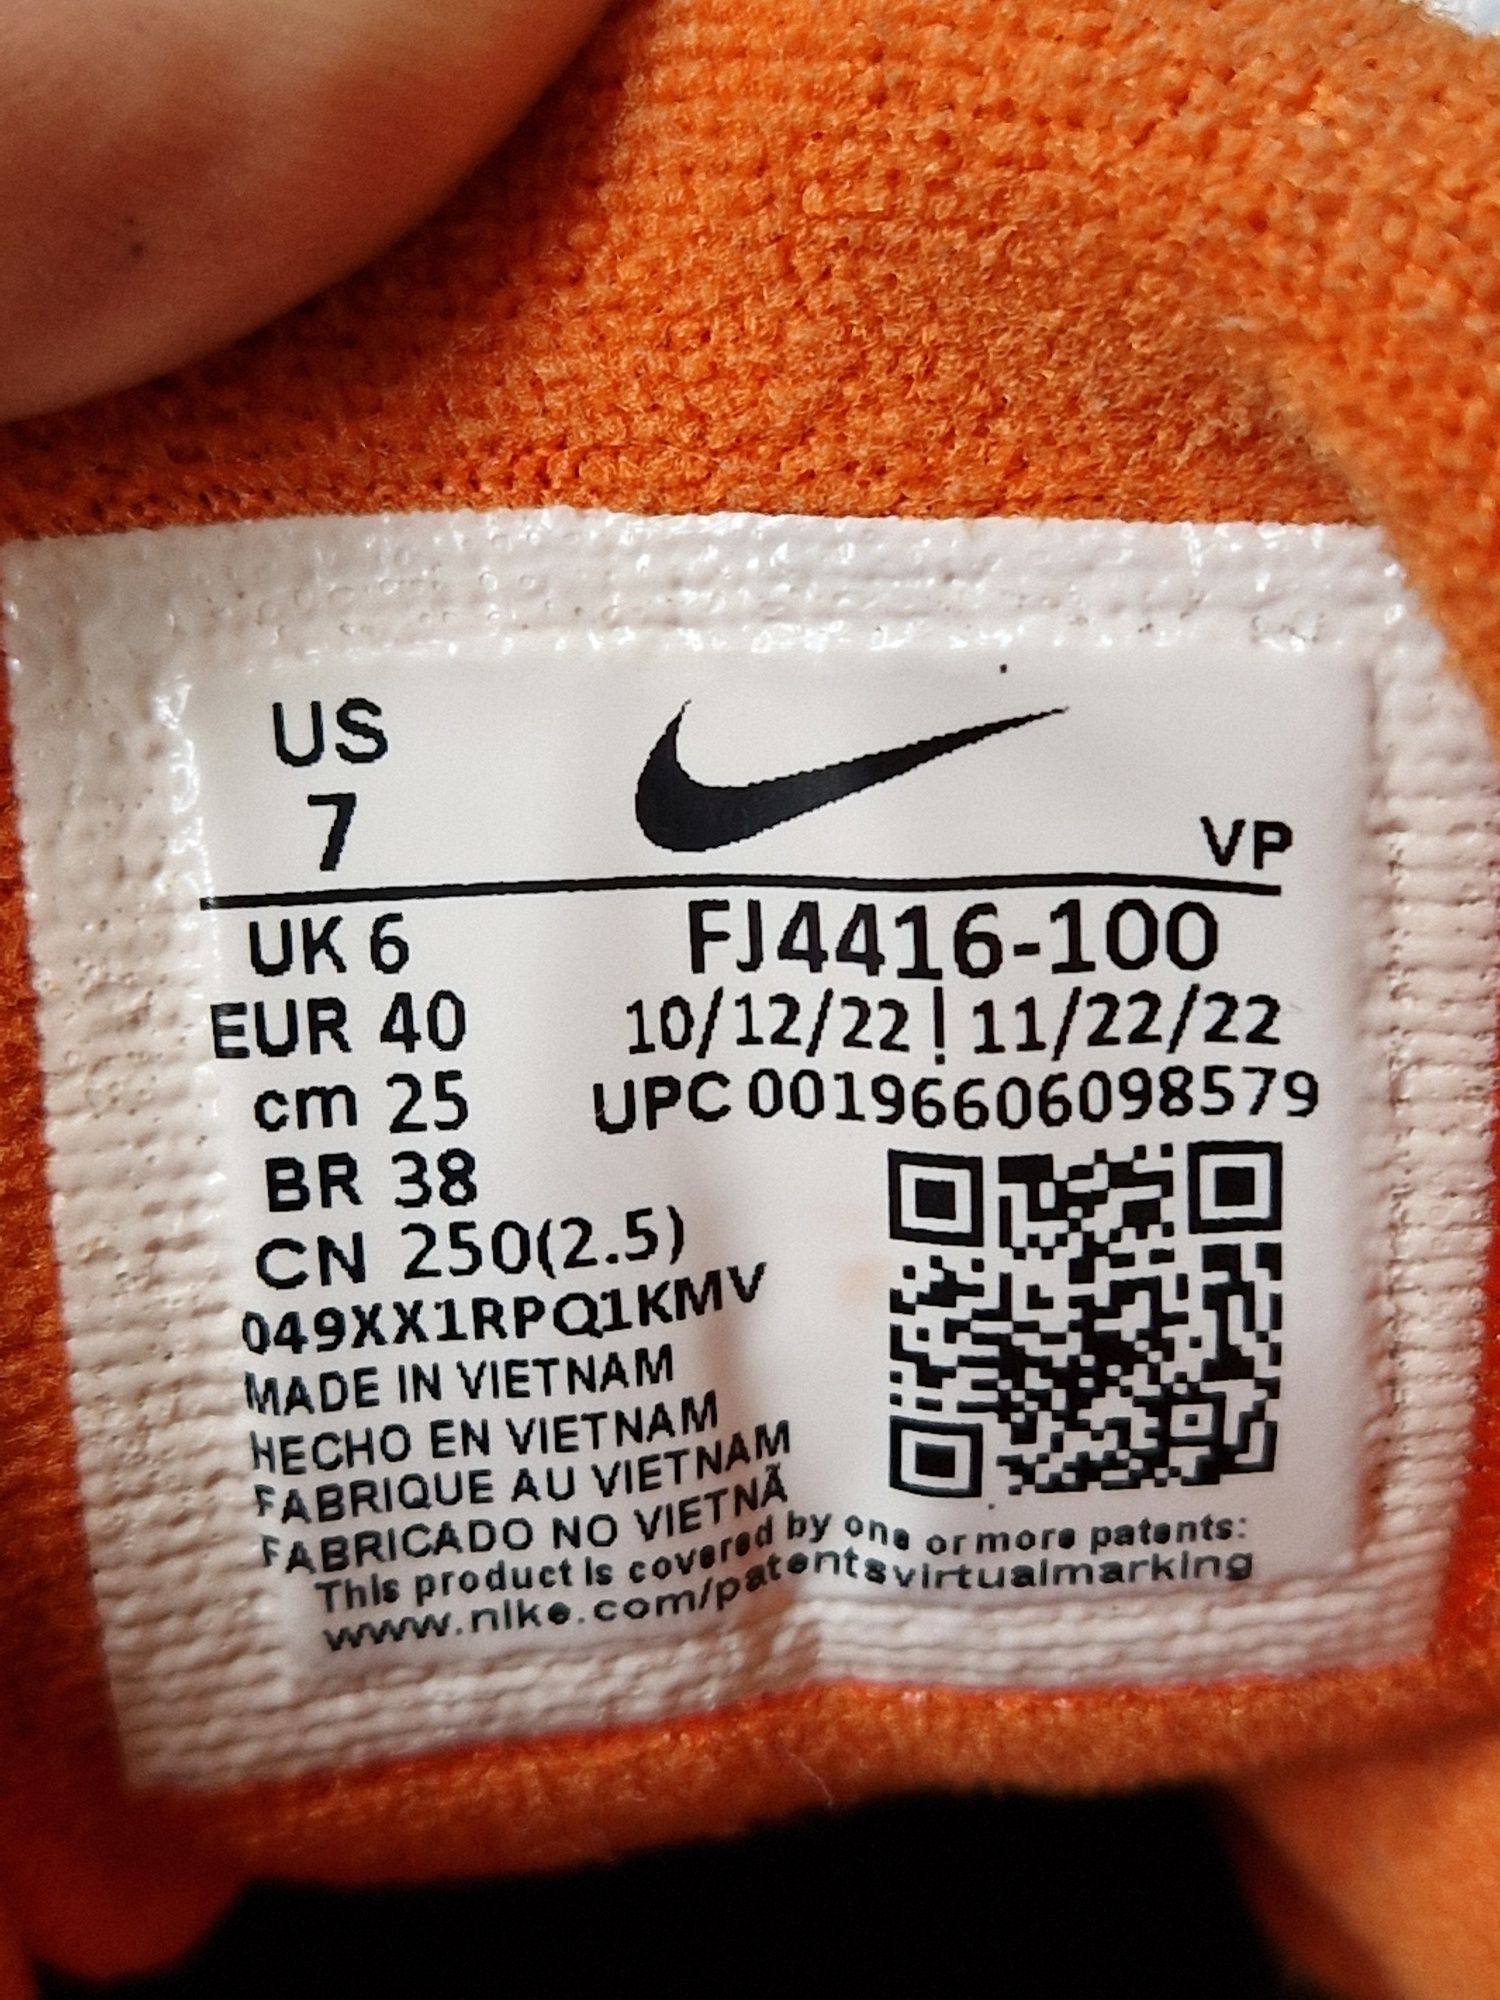 US
7
VP
UK 6
FJ4416-100
EUR 40
10/12/22 ! 11/22/22
cm 25
UPC 00196606098579
BR 38
CN 250(2.5)
049XX1RPQ1KMV
MADE IN VIETNAM
HECHO EN VIETNAM
FABRIQUE AU VIETNAM
FABRICADO NO VIETNÃ
This product is covered by one or more patents:
www.nike.com/patentsvirtualmarking